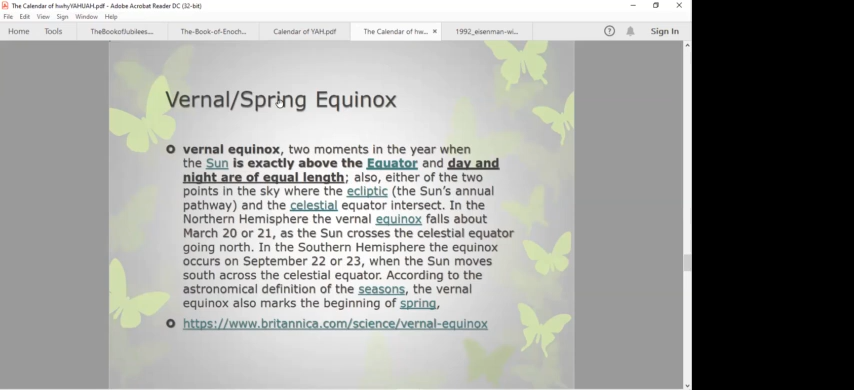 The Calendar of hwhyYAHUAH.pdf - Adobe Acrobat Reader DC (32-bit)
File Edit View Sign Window Help
Home Tools TheBookofJubilees.... The-Book-of-Enoch... Calendar of YAH.pdf The Calendar of hw... × 1992_eisenman-wi... Sign In
Vernal/Spring Equinox
vernal equinox, two moments in the year when
the Sun is exactly above the Equator and day and
night are of equal length; also, either of the two
points in the sky where the ecliptic (the Sun's annual
pathway) and the celestial equator intersect. In the
Northern Hemisphere the vernal equinox falls about
March 20 or 21, as the Sun crosses the celestial equator
going north. In the Southern Hemisphere the equinox
occurs on September 22 or 23, when the Sun moves
south across the celestial equator. According to the
astronomical definition of the seasons, the vernal
equinox also marks the beginning of spring,
https://www.britannica.com/science/vernal-equinox